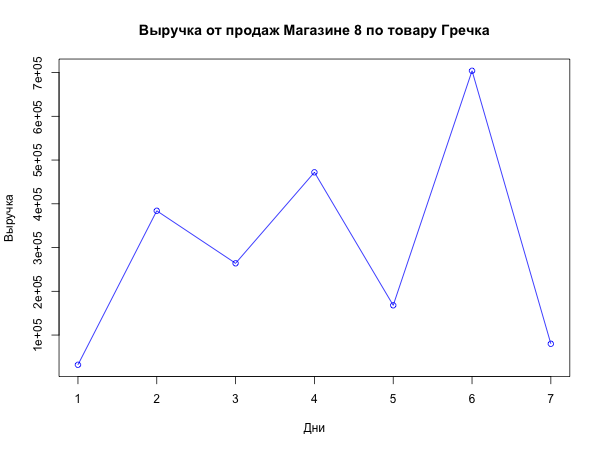 Выручка от продаж Магазине 8 по товару Гречка
Выручка
7e+05
6e+05
5e+05
4e+05
3e+05
2e+05
1e+05
1 2 3 4 5 6 7
Дни